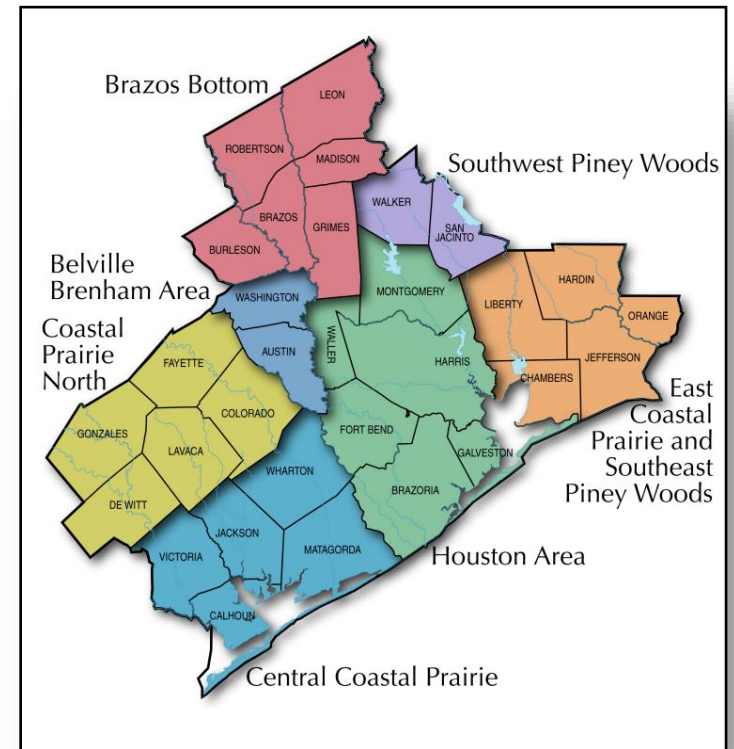 Brazos Bottom
LEON
ROBERTSON
MADISON
Southwest Piney Woods
WALKER
BRAZOS
GRIMES
SAN
JACINTO
BURLESON
Belville
Brenham Area
WASHINGTON
MONTGOMERY
LIBERTY
HARDIN
ORANGE
Coastal
Prairie
North
AUSTIN
WALLER
HARRIS
JEFFERSON
CHAMBERS
FAYETTE
COLORADO
GONZALES
LAVACA
FORT BEND
GALVESTON
East
Coastal
Prairie and
Southeast
Piney Woods
WHARTON
BRAZORIA
DE WITT
JACKSON
MATAGORDA
VICTORIA
Houston Area
CALHOUN
Central Coastal Prairie